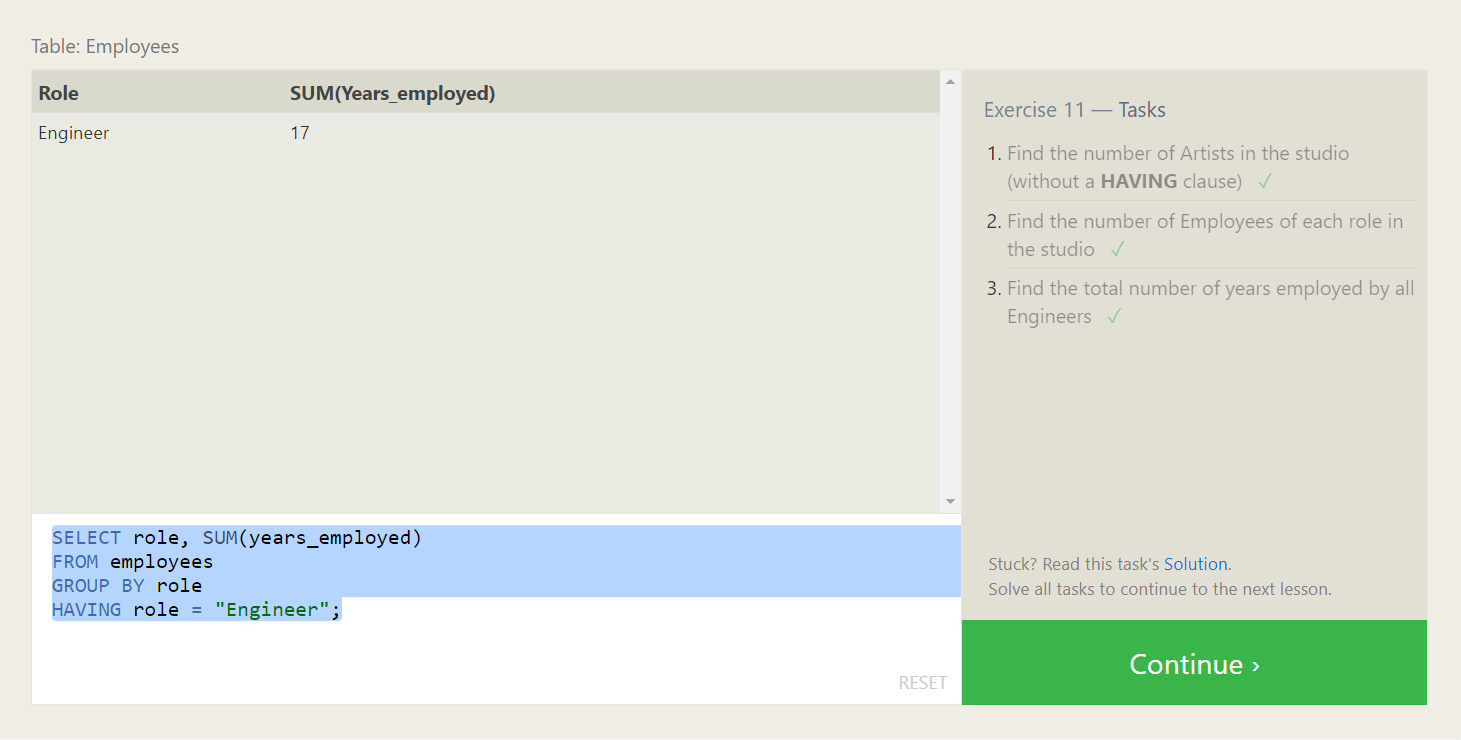 Table: Employees
Role SUM(Years_employed)
Engineer 17
SELECT role, SUM(years_employed)
FROM employees
GROUP BY role
HAVING role = "Engineer";
RESET
Exercise 11 — Tasks
1. Find the number of Artists in the studio
(without a HAVING clause) ✓
2. Find the number of Employees of each role in
the studio ✓
3. Find the total number of years employed by all
Engineers ✓
Stuck? Read this task's Solution.
Solve all tasks to continue to the next lesson.
Continue ›